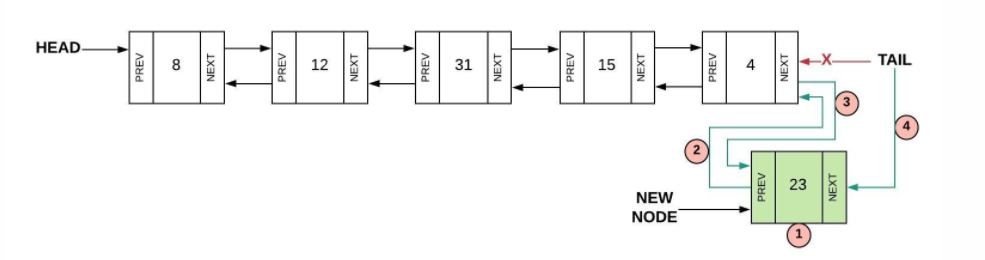 HEAD
PREV 8 NEXT
PREV 12 NEXT
PREV 31 NEXT
PREV 15 NEXT
PREV 4 NEXT
X
TAIL
3
4
2
PREV 23 NEXT
NEW
NODE
1